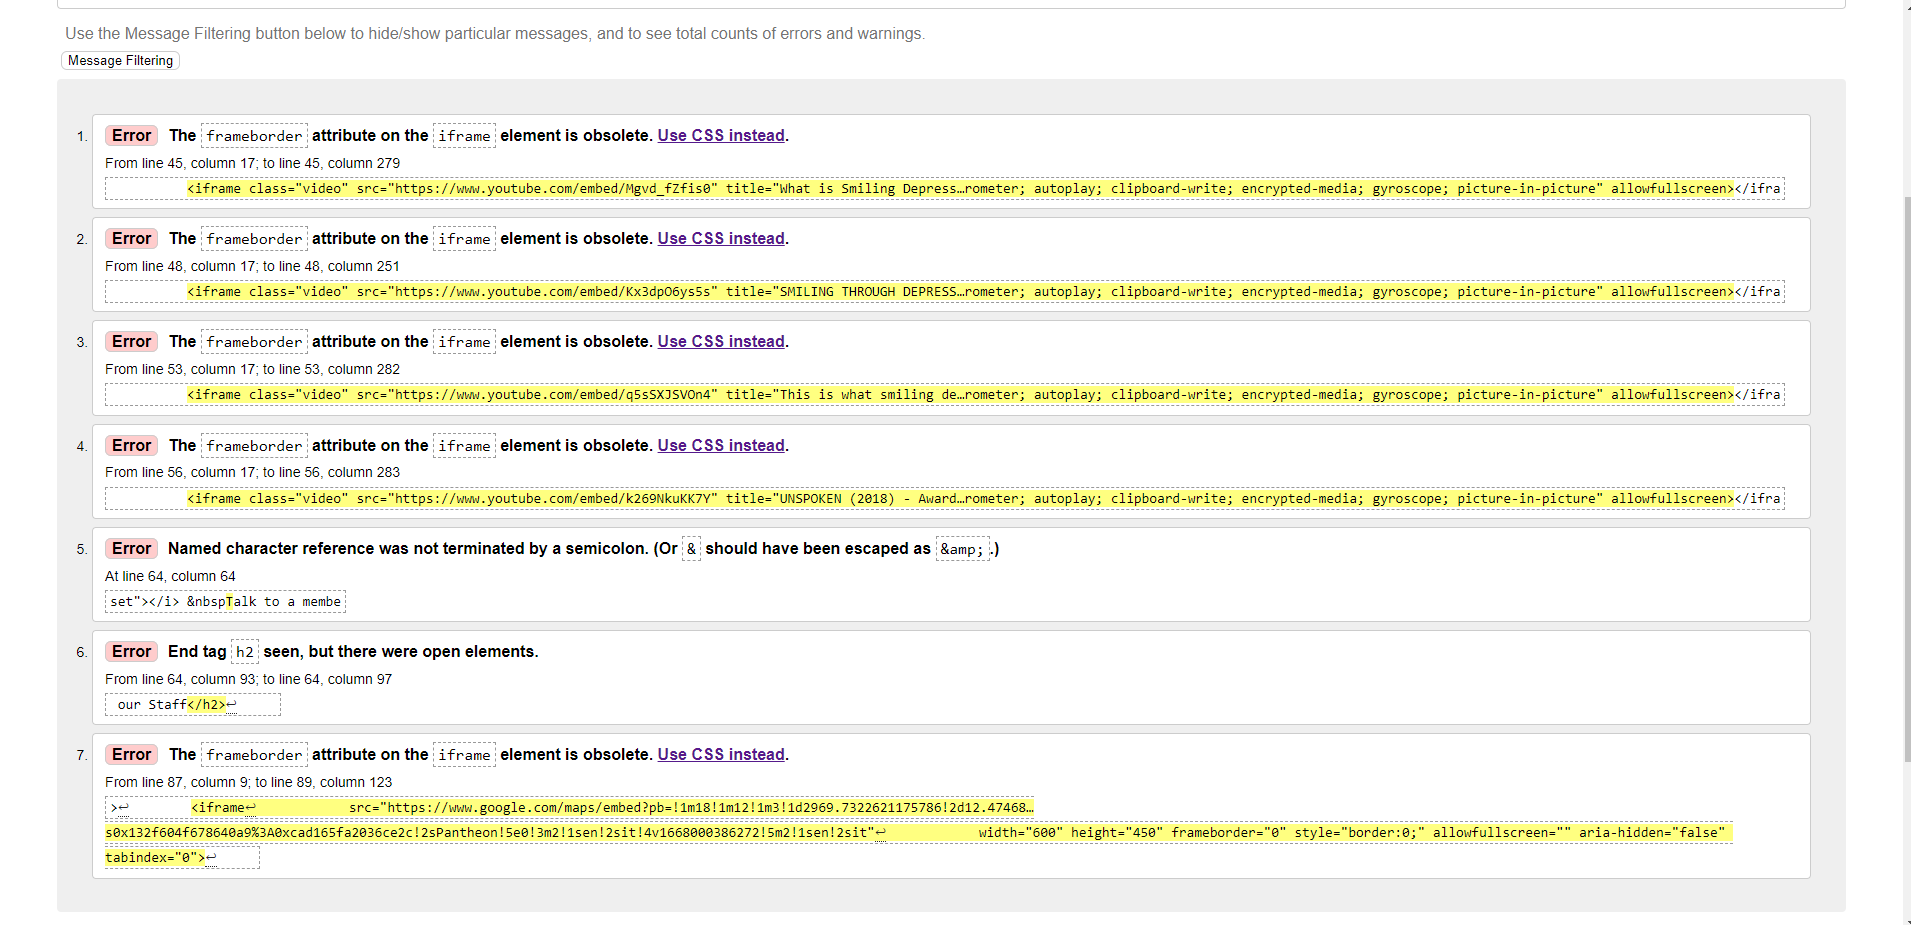 Use the Message Filtering button below to hide/show particular messages, and to see total counts of errors and warnings.
Message Filtering
1. Error The frameborder attribute on the iframe element is obsolete. Use CSS instead.
From line 45, column 17; to line 45, column 279
<iframe class="video" src="https://www.youtube.com/embed/Mgvd_fZfis0" title="What is Smiling Depress…rometer; autoplay; clipboard-write; encrypted-media; gyroscope; picture-in-picture" allowfullscreen></ifra
2. Error The frameborder attribute on the iframe element is obsolete. Use CSS instead.
From line 48, column 17; to line 48, column 251
<iframe class="video" src="https://www.youtube.com/embed/Kx3dpO6ys5s" title="SMILING THROUGH DEPRESS…rometer; autoplay; clipboard-write; encrypted-media; gyroscope; picture-in-picture" allowfullscreen></ifra
3. Error The frameborder attribute on the iframe element is obsolete. Use CSS instead.
From line 53, column 17; to line 53, column 282
<iframe class="video" src="https://www.youtube.com/embed/q5sSXJSVOn4" title="This is what smiling de…rometer; autoplay; clipboard-write; encrypted-media; gyroscope; picture-in-picture" allowfullscreen></ifra
4. Error The frameborder attribute on the iframe element is obsolete. Use CSS instead.
From line 56, column 17; to line 56, column 283
<iframe class="video" src="https://www.youtube.com/embed/k269NkuKK7Y" title="UNSPOKEN (2018) - Award…rometer; autoplay; clipboard-write; encrypted-media; gyroscope; picture-in-picture" allowfullscreen></ifra
5. Error Named character reference was not terminated by a semicolon. (Or & should have been escaped as &amp;.)
At line 64, column 64
set"></i> &nbspTalk to a membe
6. Error End tag h2 seen, but there were open elements.
From line 64, column 93; to line 64, column 97
our Staff</h2>↩
7. Error The frameborder attribute on the iframe element is obsolete. Use CSS instead.
From line 87, column 9; to line 89, column 123
>↩ <iframe↩ src="https://www.google.com/maps/embed?pb=!1m18!1m12!1m3!1d2969.7322621175786!2d12.47468…
s0x132f604f678640a9%3A0xcad165fa2036ce2c!2sPantheon!5e0!3m2!1sen!2sit!4v1668000386272!5m2!1sen!2sit"↩ width="600" height="450" frameborder="0" style="border:0;" allowfullscreen="" aria-hidden="false"
tabindex="0">↩